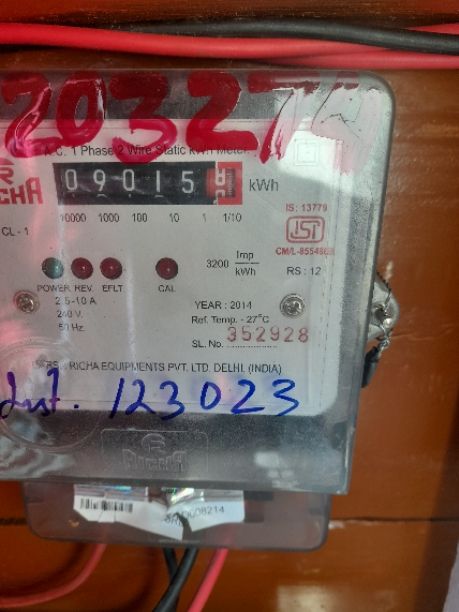 203274
A.C. 1 Phase 2 Wire Static kWh Meter
09015 kWh
10000 1000 100 10 1 1/10
CL - 1
IS: 13779
ISI
3200 Imp/kWh
RS : 12
POWER REV. EFLT CAL
2.5-10 A
240 V.
50 Hz.
YEAR : 2014
Ref. Temp. - 27°C
SL. No. 352928
RICHA EQUIPMENTS PVT. LTD. DELHI. (INDIA)
123023